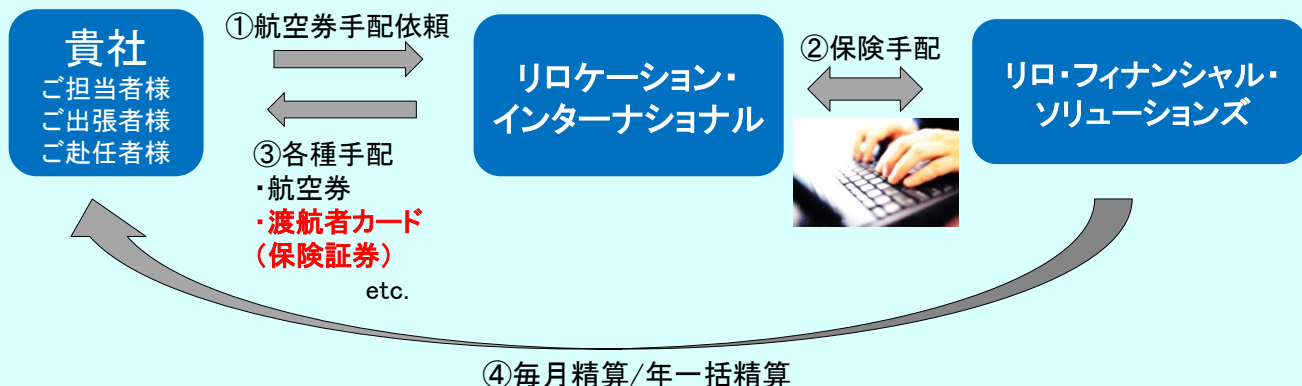 貴社
ご担当者様
ご出張者様
ご赴任者様
①航空券手配依頼
③各種手配
・航空券
・渡航者カード
（保険証券）
etc.
リロケーション・
インターナショナル
②保険手配
リロ・フィナンシャル・
ソリューションズ
④毎月精算/年一括精算